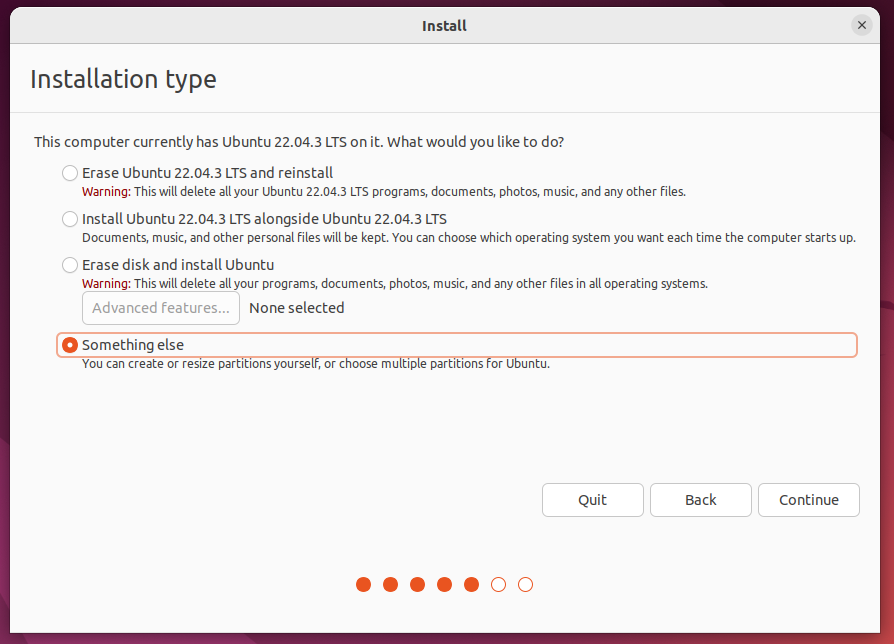 Install
Installation type
This computer currently has Ubuntu 22.04.3 LTS on it. What would you like to do?
Erase Ubuntu 22.04.3 LTS and reinstall
Warning: This will delete all your Ubuntu 22.04.3 LTS programs, documents, photos, music, and any other files.
Install Ubuntu 22.04.3 LTS alongside Ubuntu 22.04.3 LTS
Documents, music, and other personal files will be kept. You can choose which operating system you want each time the computer starts up.
Erase disk and install Ubuntu
Warning: This will delete all your programs, documents, photos, music, and any other files in all operating systems.
Advanced features... None selected
Something else
You can create or resize partitions yourself, or choose multiple partitions for Ubuntu.
Quit Back Continue